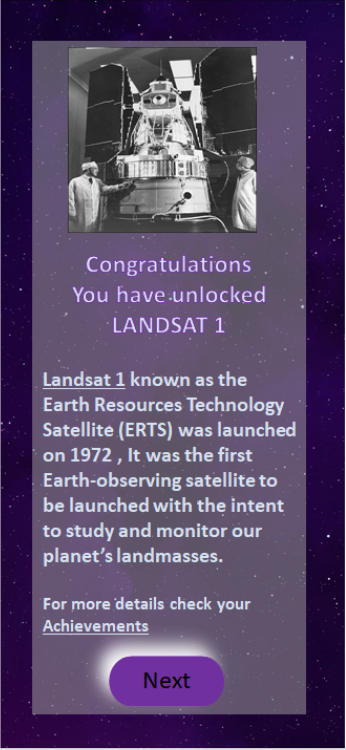 Congratulations
You have unlocked
LANDSAT 1
Landsat 1 known as the
Earth Resources Technology
Satellite (ERTS) was launched
on 1972 , It was the first
Earth-observing satellite to
be launched with the intent
to study and monitor our
planet’s landmasses.
For more details check your
Achievements
Next